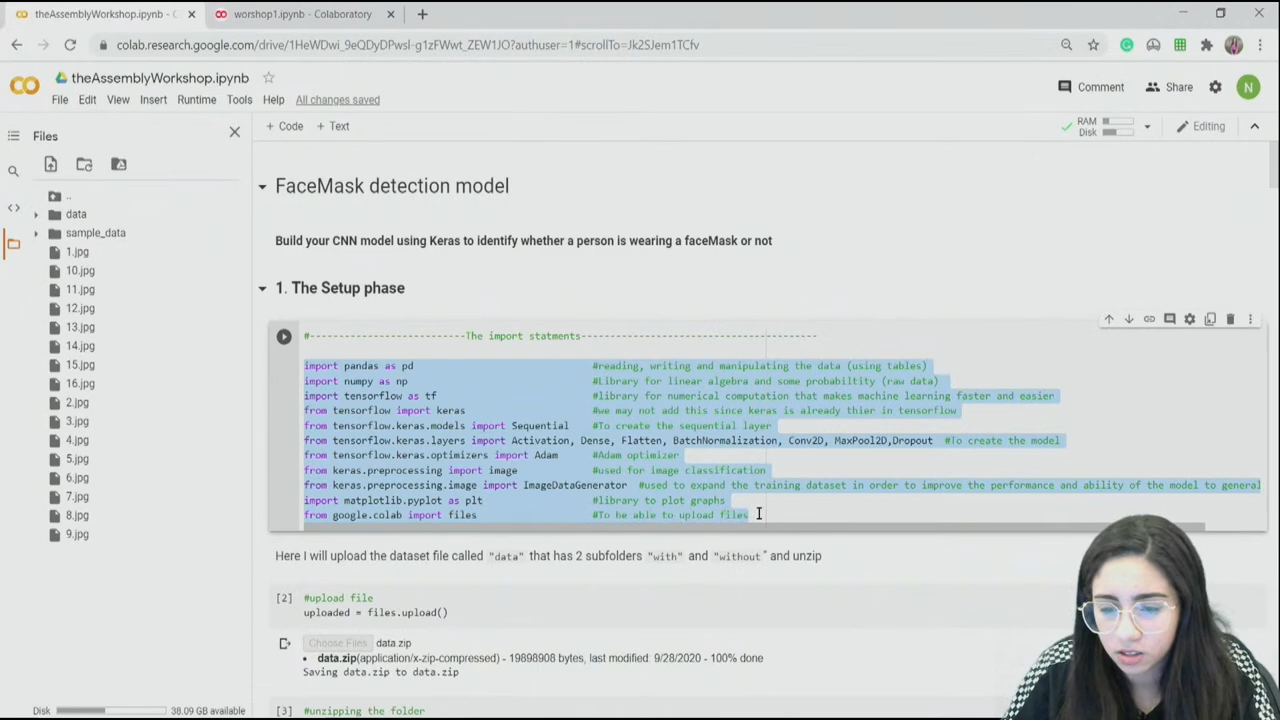 theAssemblyWorkshop.ipynb - C
worshop1.ipynb - Colaboratory
colab.research.google.com/drive/1HeWDwi_9eQDyDPwsI-g1zFWwt_ZEW1JO?authuser=1#scrollTo=Jk2SJem1TCfv
theAssemblyWorkshop.ipynb
File Edit View Insert Runtime Tools Help All changes saved
Comment Share N
Files
+ Code + Text
RAM
Disk
Editing
..
data
sample_data
1.jpg
10.jpg
11.jpg
12.jpg
13.jpg
14.jpg
15.jpg
16.jpg
2.jpg
3.jpg
4.jpg
5.jpg
6.jpg
7.jpg
8.jpg
9.jpg
Disk 38.09 GB available
FaceMask detection model
Build your CNN model using Keras to identify whether a person is wearing a faceMask or not
1. The Setup phase
#--------------------------The import statments---------------------------------------
import pandas as pd #reading, writing and manipulating the data (using tables)
import numpy as np #Library for linear algebra and some probabiltity (raw data)
import tensorflow as tf #library for numerical computation that makes machine learning faster and easier
from tensorflow import keras #we may not add this since keras is already thier in tensorflow
from tensorflow.keras.models import Sequential #To create the sequential layer
from tensorflow.keras.layers import Activation, Dense, Flatten, BatchNormalization, Conv2D, MaxPool2D,Dropout #To create the model
from tensorflow.keras.optimizers import Adam #Adam optimizer
from keras.preprocessing import image #used for image classification
from keras.preprocessing.image import ImageDataGenerator #used to expand the training dataset in order to improve the performance and ability of the model to general
import matplotlib.pyplot as plt #library to plot graphs
from google.colab import files #To be able to upload files
Here I will upload the dataset file called "data" that has 2 subfolders "with" and "without" and unzip
[2] #upload file
uploaded = files.upload()
Choose Files data.zip
• data.zip(application/x-zip-compressed) - 19898908 bytes, last modified: 9/28/2020 - 100% done
Saving data.zip to data.zip
[3] #unzipping the folder